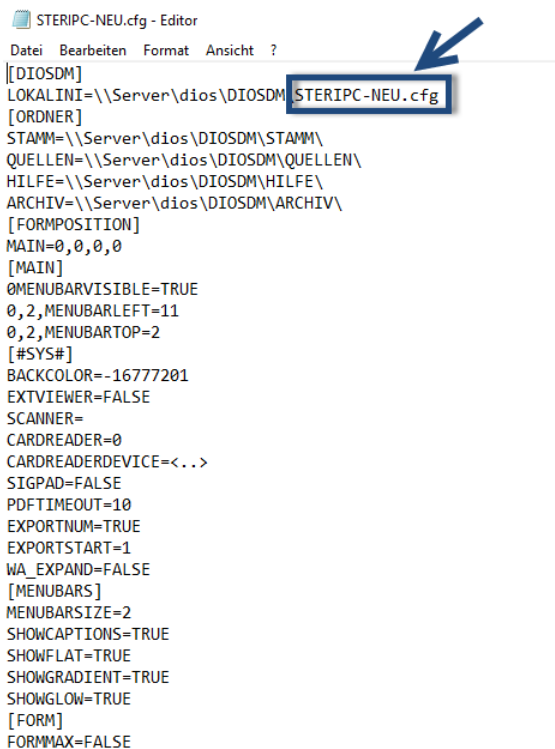 STERIPC-NEU.cfg - Editor
Datei Bearbeiten Format Ansicht ?
[DIOSDM]
LOKALINI=\\Server\dios\DIOSDM\STERIPC-NEU.cfg
[ORDNER]
STAMM=\\Server\dios\DIOSDM\STAMM\
QUELLEN=\\Server\dios\DIOSDM\QUELLEN\
HILFE=\\Server\dios\DIOSDM\HILFE\
ARCHIV=\\Server\dios\DIOSDM\ARCHIV\
[FORMPOSITION]
MAIN=0,0,0,0
[MAIN]
0MENUBARVISIBLE=TRUE
0,2,MENUBARLEFT=11
0,2,MENUBARTOP=2
[#SYS#]
BACKCOLOR=-16777201
EXTVIEWER=FALSE
SCANNER=
CARDREADER=0
CARDREADERDEVICE=<..>
SIGPAD=FALSE
PDFTIMEOUT=10
EXPORTNUM=TRUE
EXPORTSTART=1
WA_EXPAND=FALSE
[MENUBARS]
MENUBARSIZE=2
SHOWCAPTIONS=TRUE
SHOWFLAT=TRUE
SHOWGRADIENT=TRUE
SHOWGLOW=TRUE
[FORM]
FORMMAX=FALSE